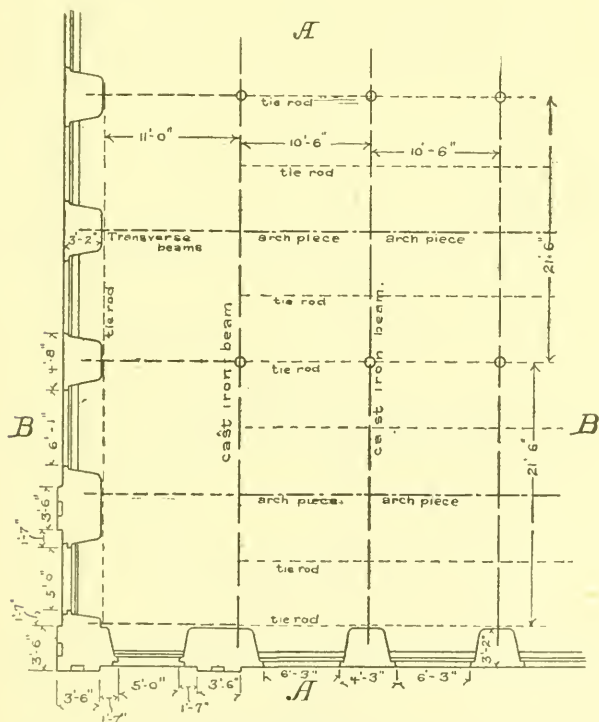 A
tie rod
11'-0"
10'-6"
10'-6"
tie rod
3'-2"
Transverse
beams
arch piece
arch piece
21'-6"
tie rod
tie rod
cast iron beam
cast iron beam.
tie rod
4'-8"
B
B
6'-1"
21'6"
3'-6"
arch piece.
arch piece
1'-7"
tie rod
5'-0"
1'-7"
tie rod
3'-6"
3'-2"
6'-3"
4'-3"
6'-3"
3'-6"
5'-0"
3'.6"
1'-7"
1'-7"
A